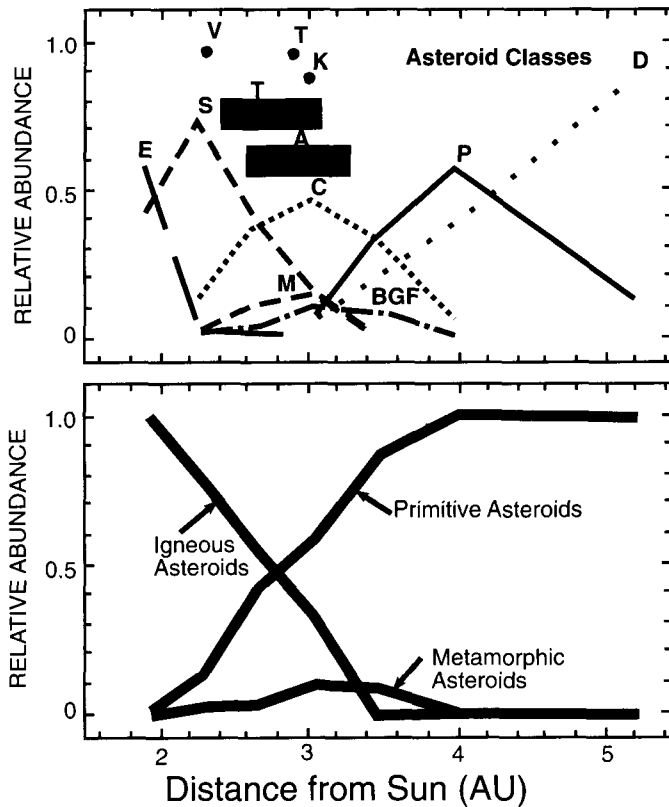 V
T
K
Asteroid Classes
D
1.0
T
S
A
E
P
0.5
C
M
BGF
0
RELATIVE ABUNDANCE
1.0
Primitive Asteroids
Igneous
Asteroids
0.5
Metamorphic
Asteroids
0
RELATIVE ABUNDANCE
2
3
4
5
Distance from Sun (AU)